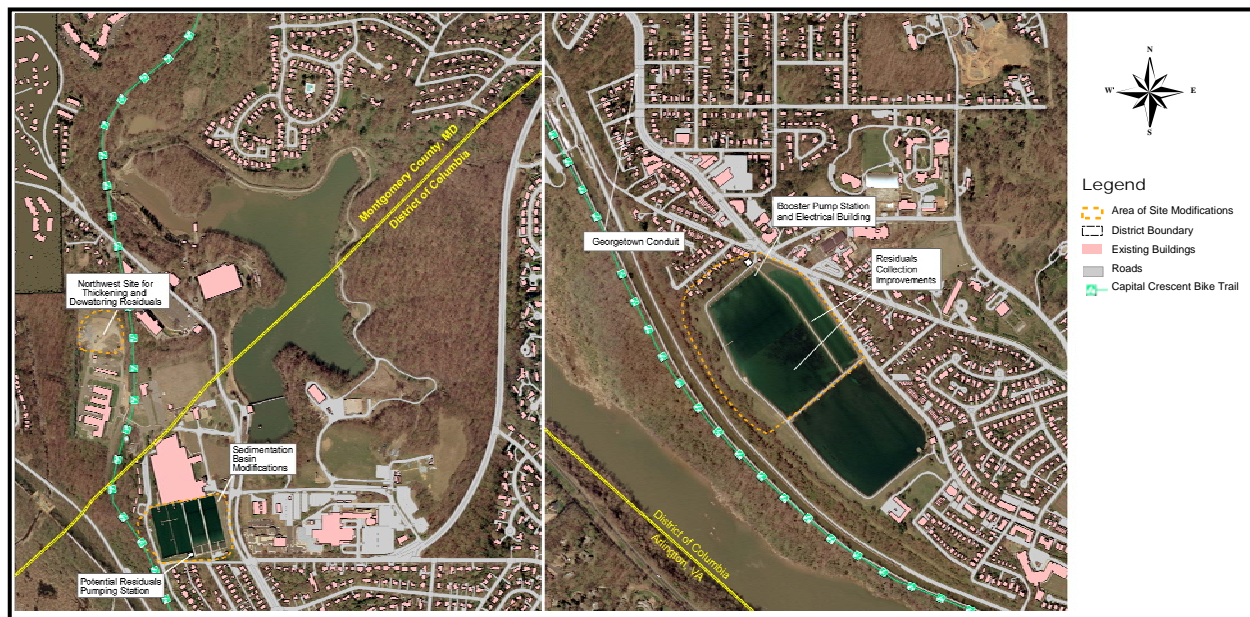 Montgomery County, MD
District of Columbia
Northwest Site for
Thickening and
Dewatering Residuals
Sedimentation
Basin
Modifications
Potential Residuals
Pumping Station
Georgetown Conduit
Booster Pump Station
and Electrical Building
Residuals
Collection
Improvements
District of Columbia
Arlington, VA
N
W
E
S
Legend
Area of Site Modifications
District Boundary
Existing Buildings
Roads
Capital Crescent Bike Trail